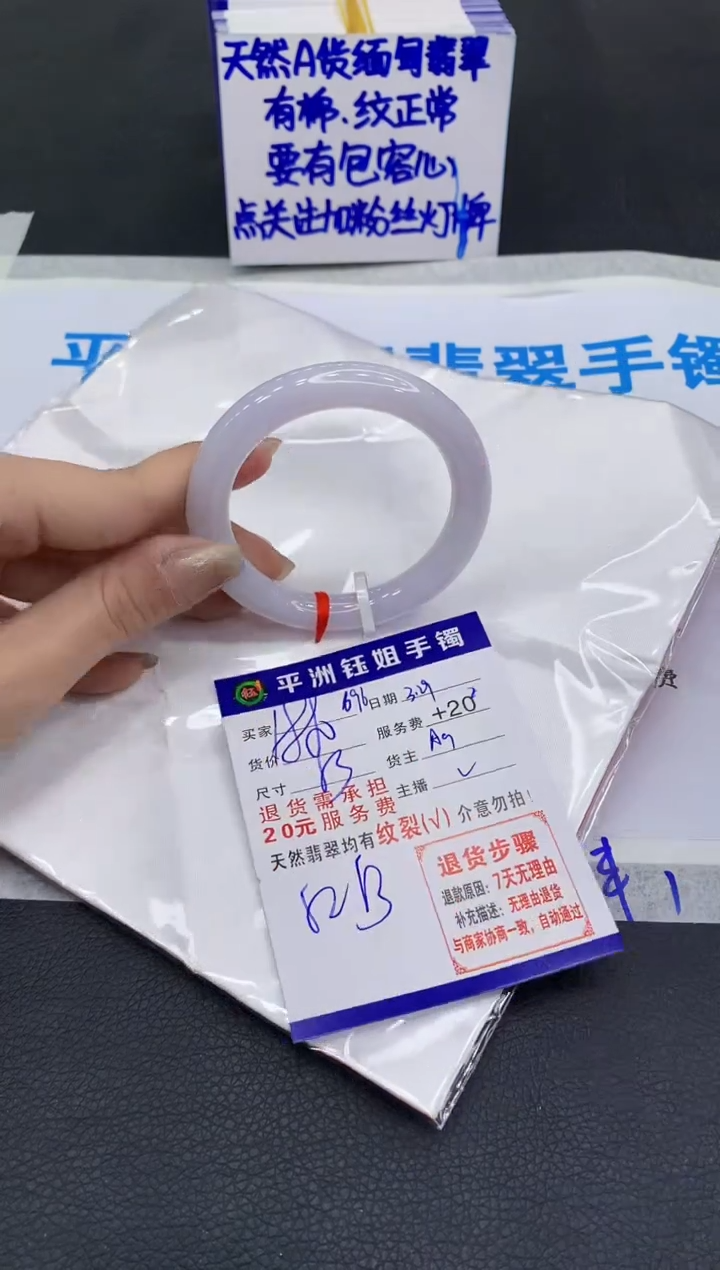 天然A货缅甸翡翠
有棉、纹正常
要有包容心
点关注加粉丝灯牌
平
翡翠手镯
平洲钰姐手镯
买家
696
日期 3.29
货价
服务费 +20
尺寸
货主 A9
退货需承担
主播 ✓
20元服务费
天然翡翠均有纹裂(√)介意勿拍!
退货步骤
退款原因:7天无理由
补充描述:无理由退货
与商家协商一致,自动通过